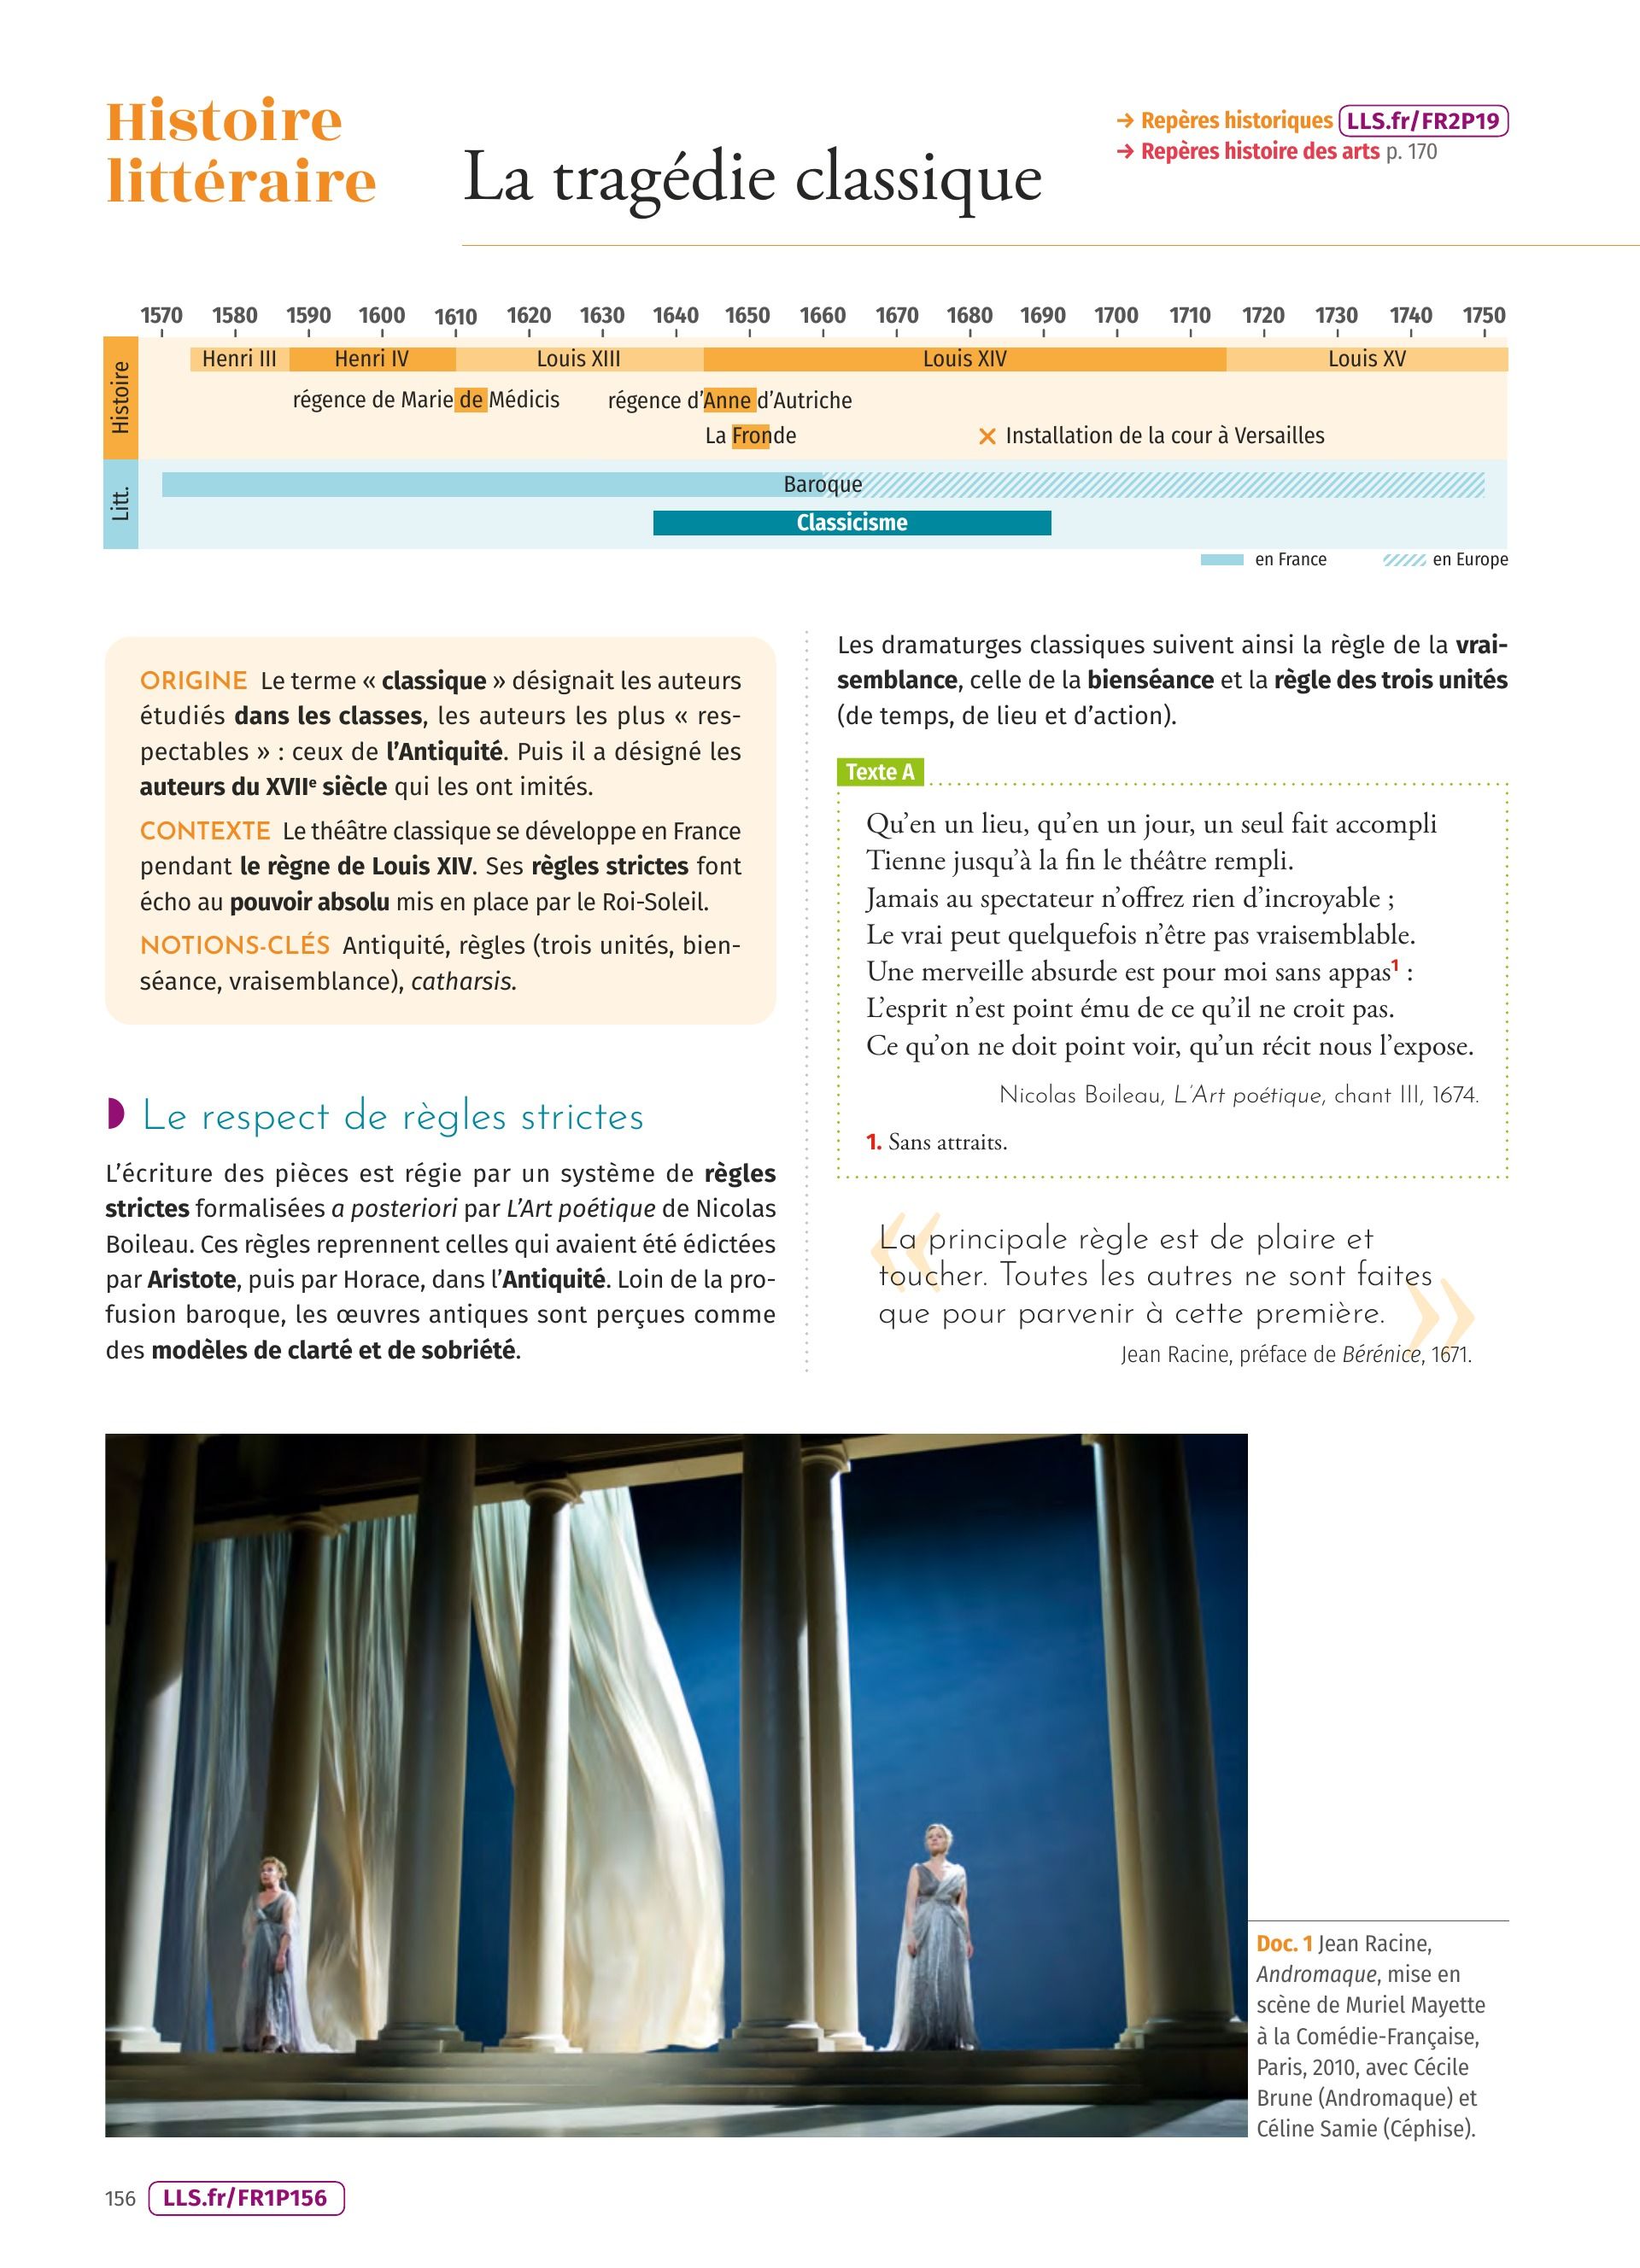 Histoire
littéraire
La tragédie classique
→ Repères historiques LLS.fr/FR2P19
→ Repères histoire des arts p. 170
1570 1580 1590 1600 1610 1620 1630 1640 1650 1660 1670 1680 1690 1700 1710 1720 1730 1740 1750
Histoire
Henri III Henri IV Louis XIII Louis XIV Louis XV
régence de Marie de Médicis régence d’Anne d’Autriche
La Fronde × Installation de la cour à Versailles
Litt.
Baroque
Classicisme
en France en Europe
ORIGINE Le terme « classique » désignait les auteurs
étudiés dans les classes, les auteurs les plus « res-
pectables » : ceux de l’Antiquité. Puis il a désigné les
auteurs du XVIIe siècle qui les ont imités.
CONTEXTE Le théâtre classique se développe en France
pendant le règne de Louis XIV. Ses règles strictes font
écho au pouvoir absolu mis en place par le Roi-Soleil.
NOTIONS-CLÉS Antiquité, règles (trois unités, bien-
séance, vraisemblance), catharsis.
Le respect de règles strictes
L’écriture des pièces est régie par un système de règles
strictes formalisées a posteriori par L’Art poétique de Nicolas
Boileau. Ces règles reprennent celles qui avaient été édictées
par Aristote, puis par Horace, dans l’Antiquité. Loin de la pro-
fusion baroque, les œuvres antiques sont perçues comme
des modèles de clarté et de sobriété.
Les dramaturges classiques suivent ainsi la règle de la vrai-
semblance, celle de la bienséance et la règle des trois unités
(de temps, de lieu et d’action).
Texte A
Qu’en un lieu, qu’en un jour, un seul fait accompli
Tienne jusqu’à la fin le théâtre rempli.
Jamais au spectateur n’offrez rien d’incroyable ;
Le vrai peut quelquefois n’être pas vraisemblable.
Une merveille absurde est pour moi sans appas1 :
L’esprit n’est point ému de ce qu’il ne croit pas.
Ce qu’on ne doit point voir, qu’un récit nous l’expose.
Nicolas Boileau, L’Art poétique, chant III, 1674.
1. Sans attraits.
« La principale règle est de plaire et
toucher. Toutes les autres ne sont faites
que pour parvenir à cette première. »
Jean Racine, préface de Bérénice, 1671.
Doc. 1 Jean Racine,
Andromaque, mise en
scène de Muriel Mayette
à la Comédie-Française,
Paris, 2010, avec Cécile
Brune (Andromaque) et
Céline Samie (Céphise).
156 LLS.fr/FR1P156